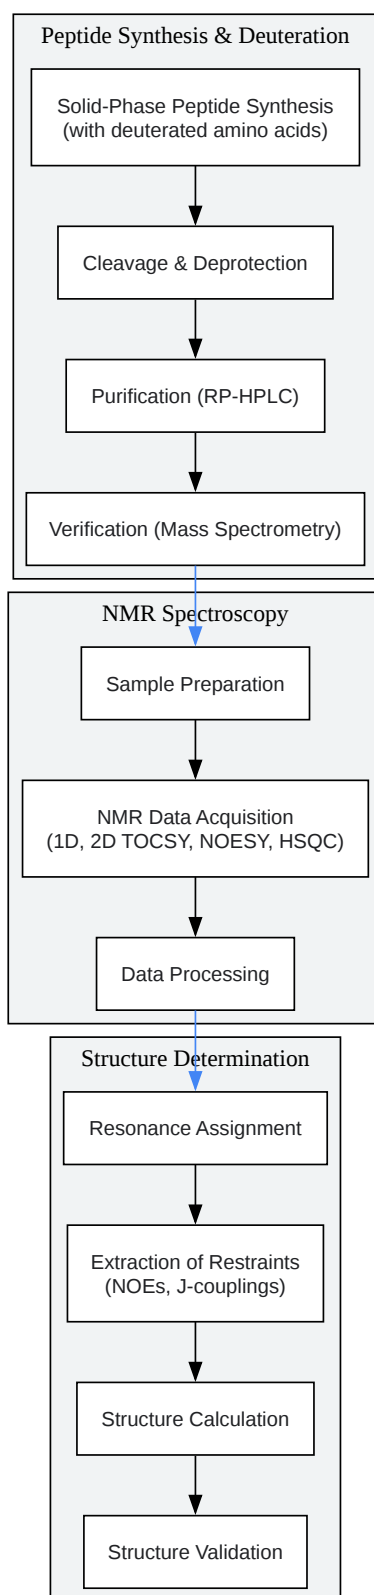 Peptide Synthesis & Deuteration
Solid-Phase Peptide Synthesis
(with deuterated amino acids)
Cleavage & Deprotection
Purification (RP-HPLC)
Verification (Mass Spectrometry)
NMR Spectroscopy
Sample Preparation
NMR Data Acquisition
(1D, 2D TOCSY, NOESY, HSQC)
Data Processing
Structure Determination
Resonance Assignment
Extraction of Restraints
(NOEs, J-couplings)
Structure Calculation
Structure Validation